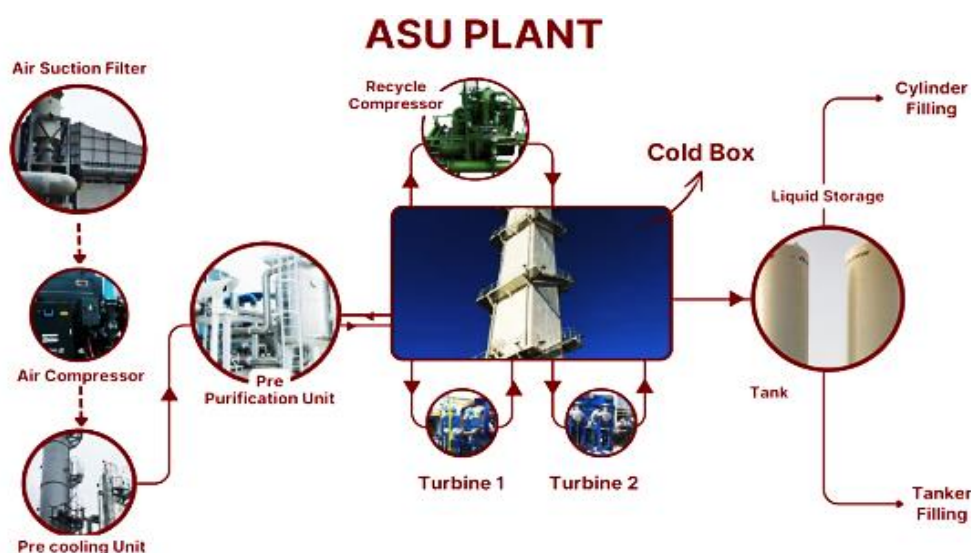 ASU PLANT
Air Suction Filter
Recycle
Compressor
Cylinder
Filling
Cold Box
Liquid Storage
Air Compressor
Pre
Purification Unit
Tank
Turbine 1
Turbine 2
Tanker
Filling
Pre cooling Unit